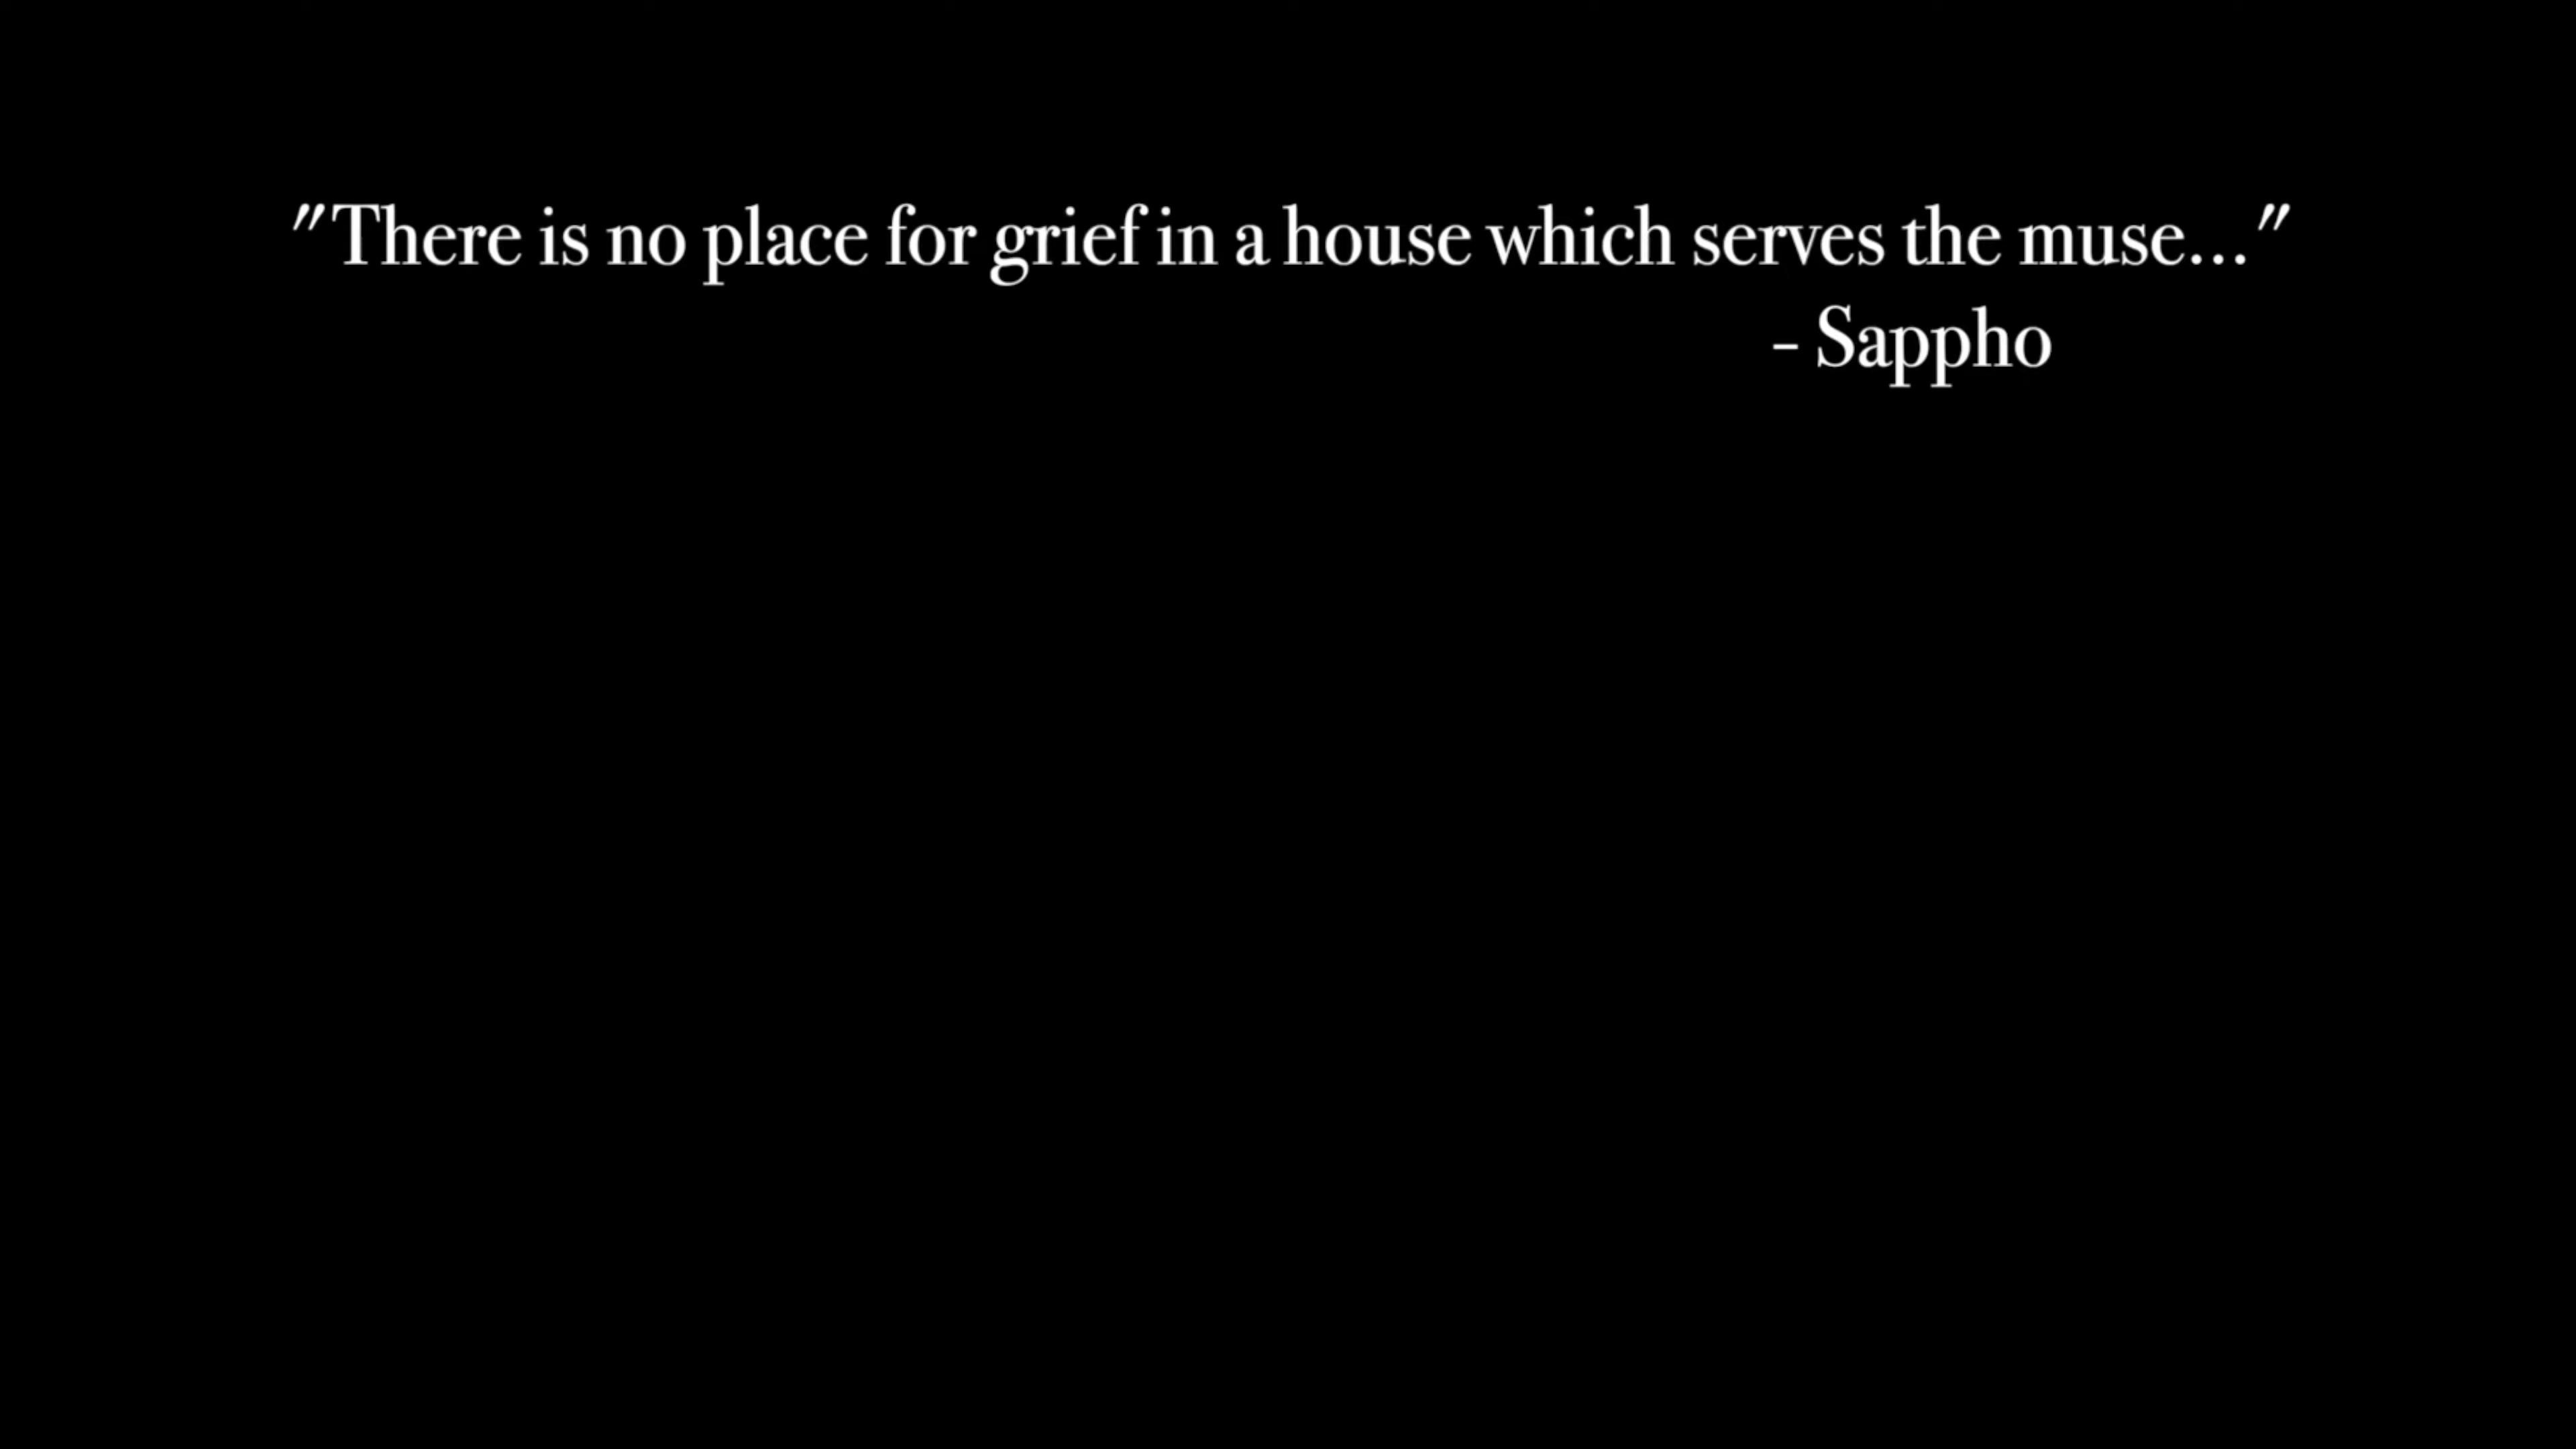 "There is no place for grief in a house which serves the muse..."
- Sappho